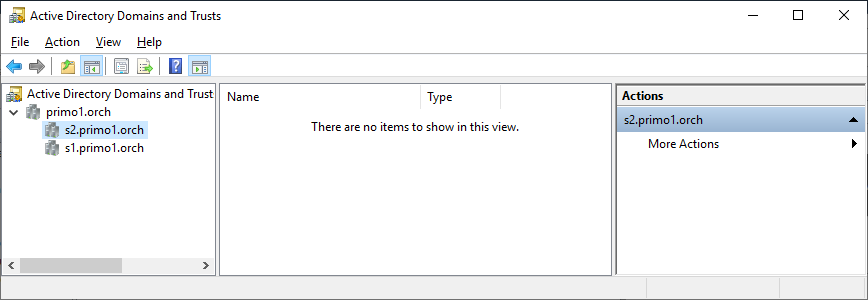 Active Directory Domains and Trusts
File Action View Help
Active Directory Domains and Trust
primo1.orch
s2.primo1.orch
s1.primo1.orch
Name Type
There are no items to show in this view.
Actions
s2.primo1.orch
More Actions